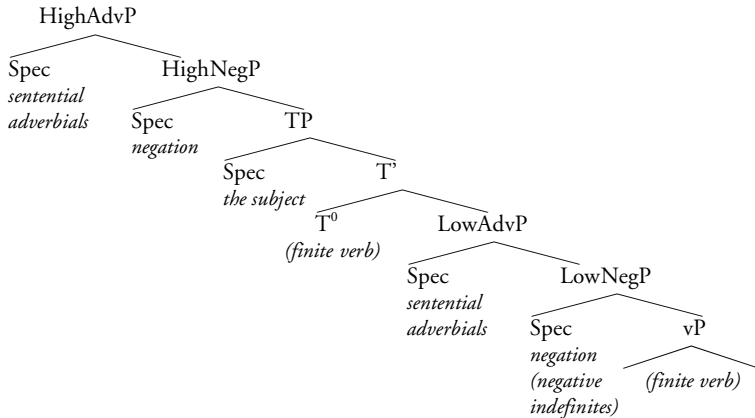 HighAdvP
Spec HighNegP
sentential
adverbials
Spec TP
negation
Spec T'
the subject
T⁰ LowAdvP
(finite verb)
Spec LowNegP
sentential
adverbials
Spec vP
negation
(negative (finite verb)
indefinites)